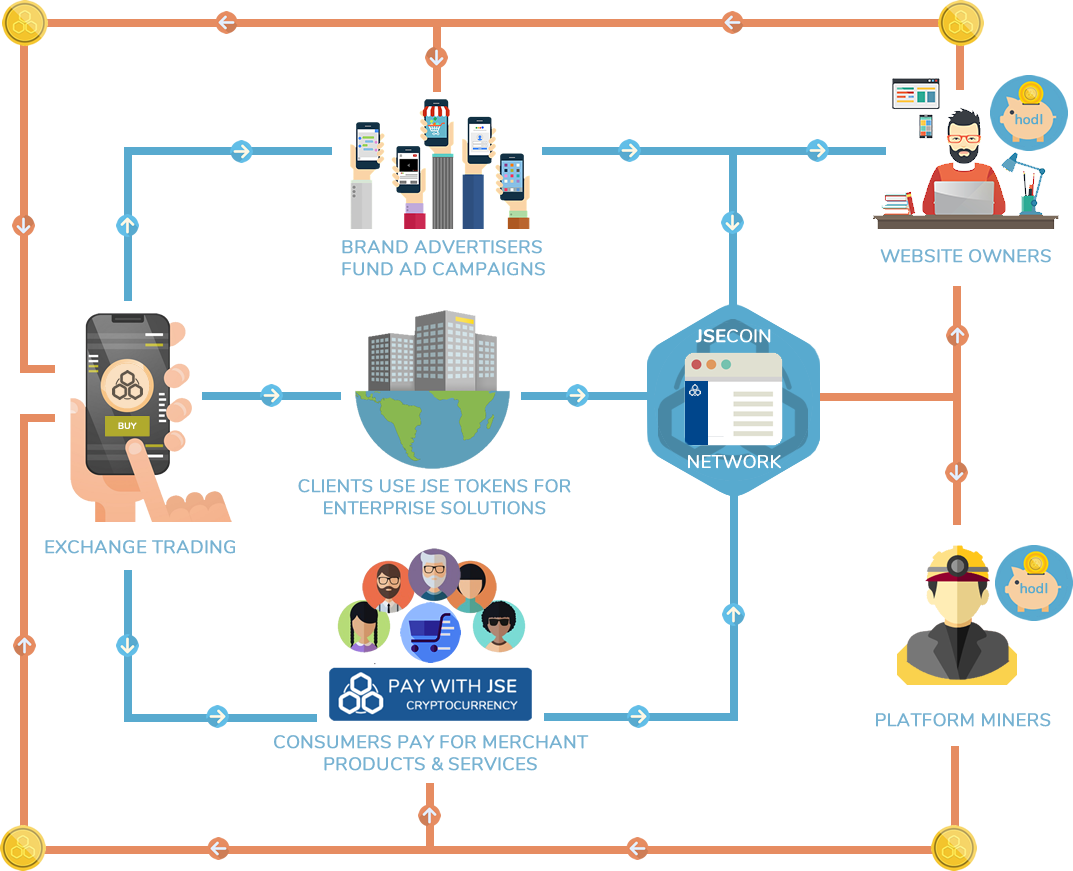 hodl
BRAND ADVERTISERS
FUND AD CAMPAIGNS
WEBSITE OWNERS
JSECOIN
NETWORK
BUY
CLIENTS USE JSE TOKENS FOR
ENTERPRISE SOLUTIONS
EXCHANGE TRADING
hodl
PAY WITH JSE
CRYPTOCURRENCY
PLATFORM MINERS
CONSUMERS PAY FOR MERCHANT
PRODUCTS & SERVICES